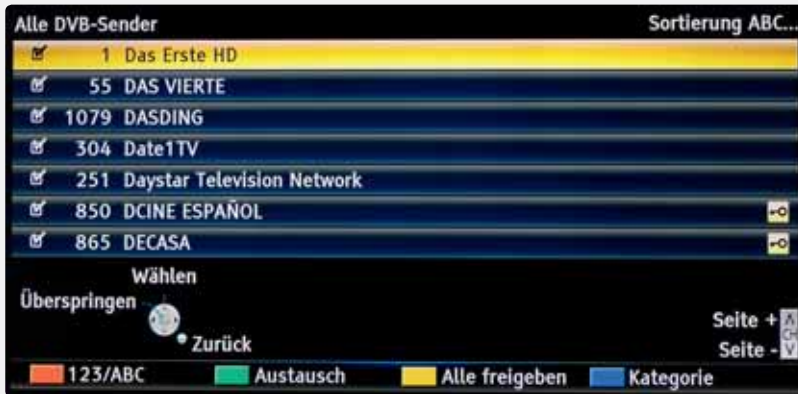 Alle DVB-Sender Sortierung ABC...
1 Das Erste HD
55 DAS VIERTE
1079 DASDING
304 Date1TV
251 Daystar Television Network
850 DCINE ESPAÑOL
865 DECASA
Wählen
Überspringen
Zurück
Seite +
CH
Seite -
123/ABC Austausch Alle freigeben Kategorie